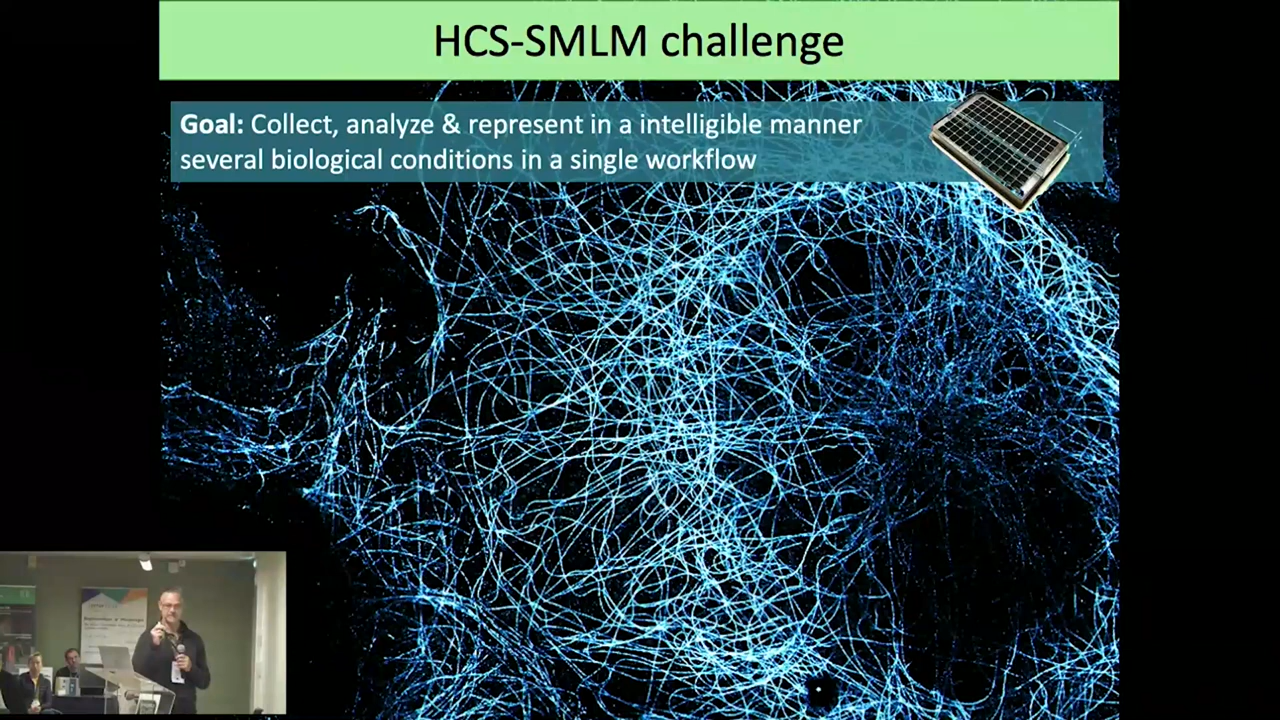 HCS-SMLM challenge
Goal: Collect, analyze & represent in a intelligible manner
several biological conditions in a single workflow